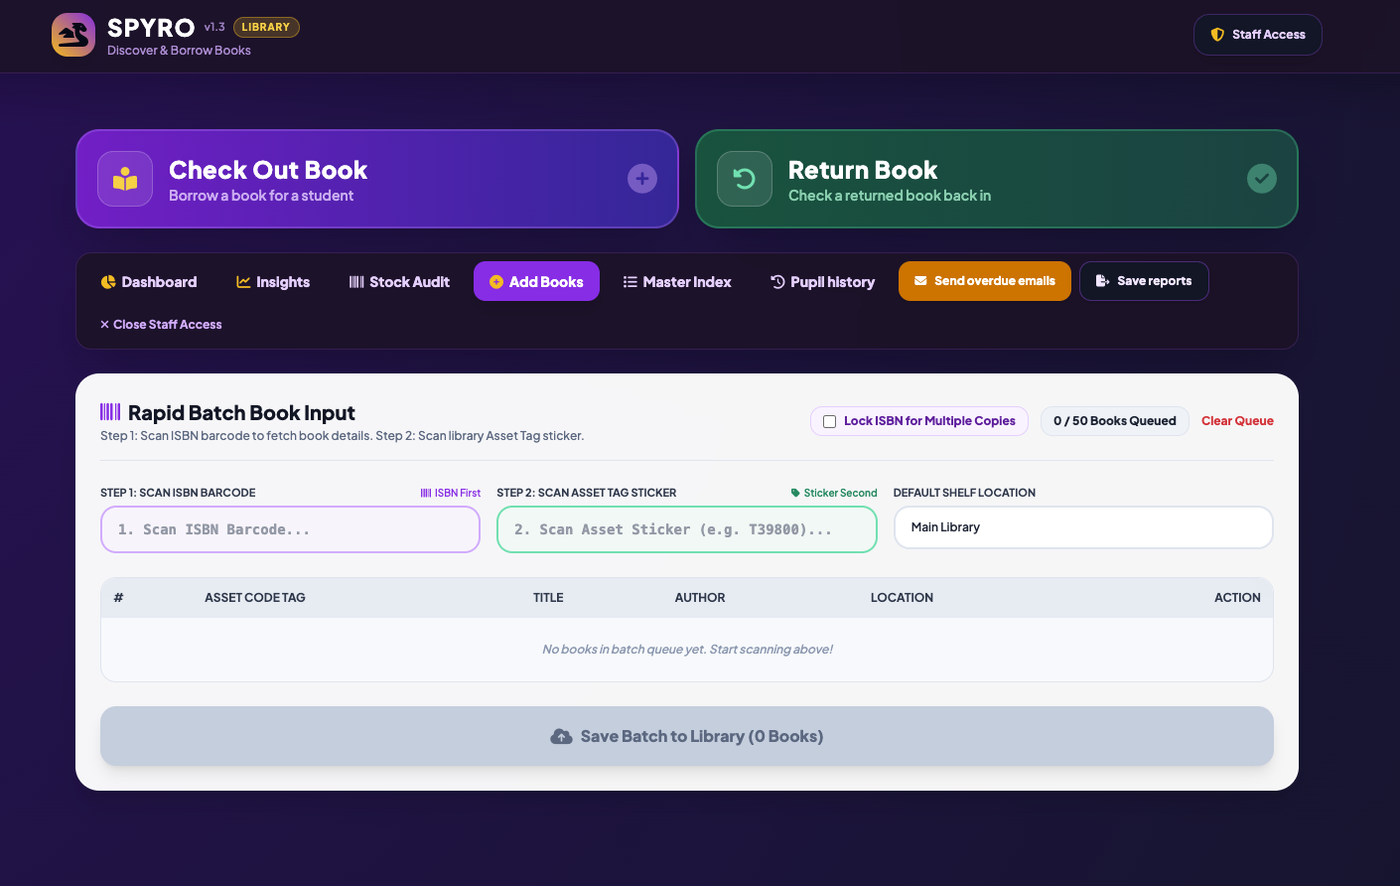 SPYRO v1.3 LIBRARY
Discover & Borrow Books
Staff Access
Check Out Book
Borrow a book for a student
Return Book
Check a returned book back in
Dashboard
Insights
Stock Audit
Add Books
Master Index
Pupil history
Send overdue emails
Save reports
× Close Staff Access
Rapid Batch Book Input
Step 1: Scan ISBN barcode to fetch book details. Step 2: Scan library Asset Tag sticker.
Lock ISBN for Multiple Copies
0 / 50 Books Queued
Clear Queue
STEP 1: SCAN ISBN BARCODE
ISBN First
1. Scan ISBN Barcode...
STEP 2: SCAN ASSET TAG STICKER
Sticker Second
2. Scan Asset Sticker (e.g. T39800)...
DEFAULT SHELF LOCATION
Main Library
# ASSET CODE TAG TITLE AUTHOR LOCATION ACTION
No books in batch queue yet. Start scanning above!
Save Batch to Library (0 Books)